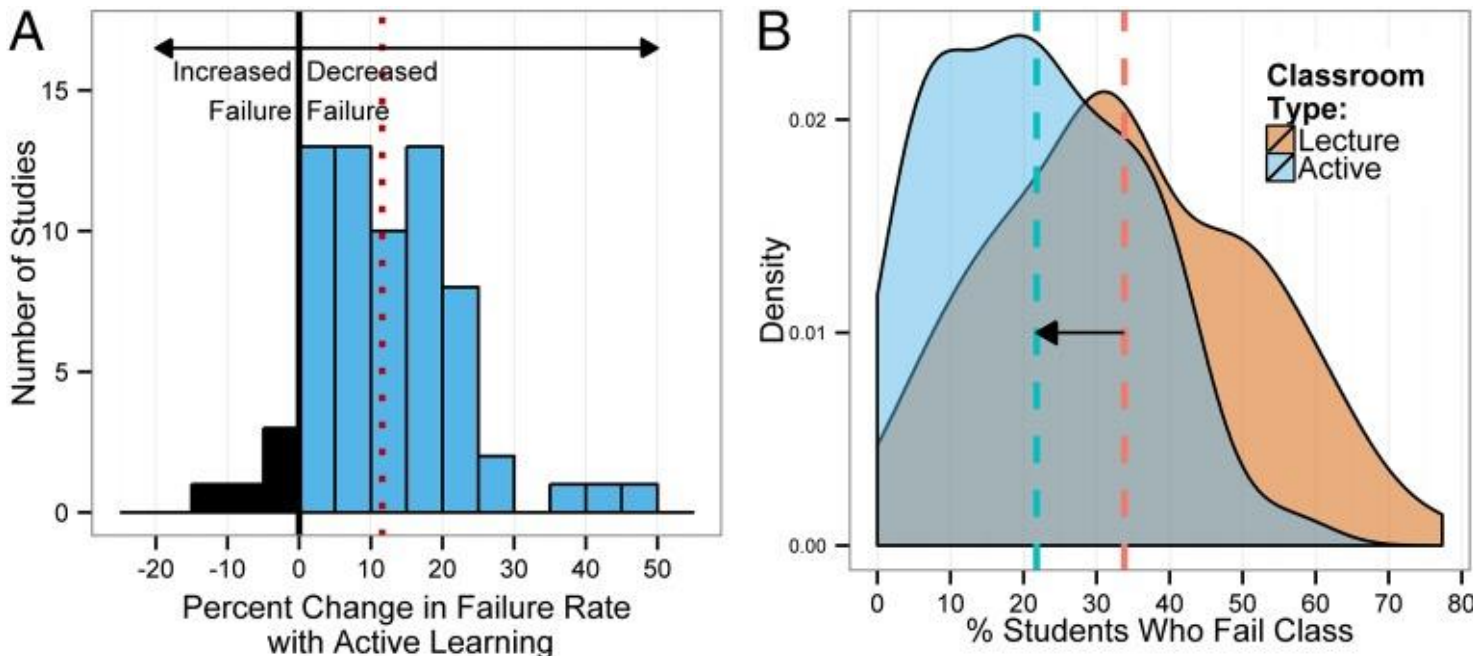 A
Increased
Failure
Decreased
Failure
15
10
5
0
Number of Studies
-20 -10 0 10 20 30 40 50
Percent Change in Failure Rate
with Active Learning
B
Classroom
Type:
Lecture
Active
0.02
0.01
0.00
Density
0 10 20 30 40 50 60 70 80
% Students Who Fail Class